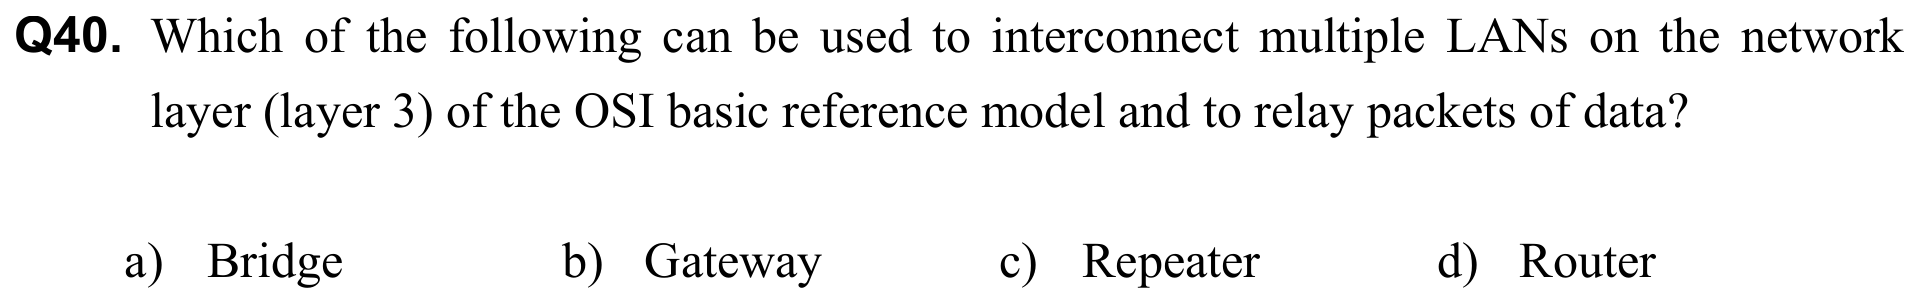 Q40. Which of the following can be used to interconnect multiple LANs on the network
layer (layer 3) of the OSI basic reference model and to relay packets of data?
a) Bridge b) Gateway c) Repeater d) Router